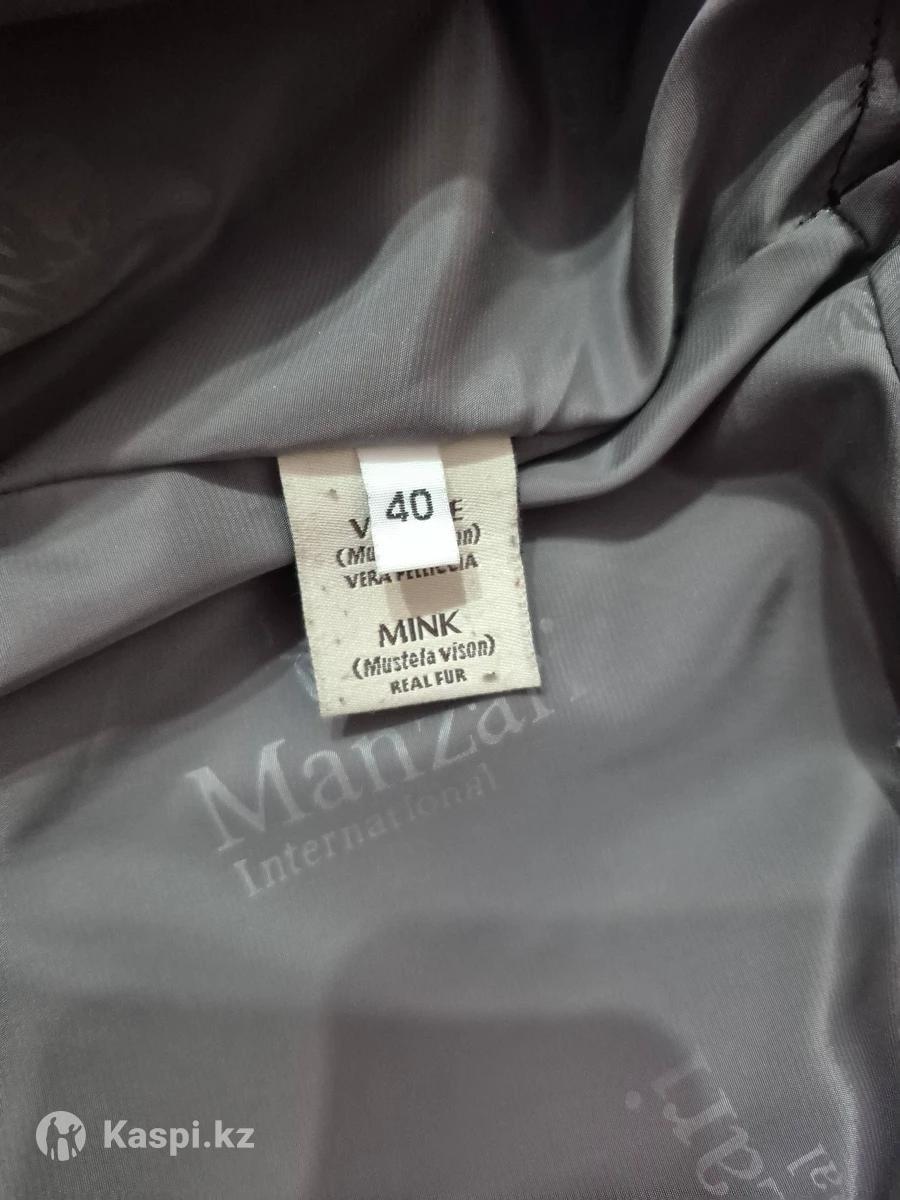 40
VERA PELLICCIA
MINK
(Mustela vison)
REAL FUR
Manzari
International
Kaspi.kz